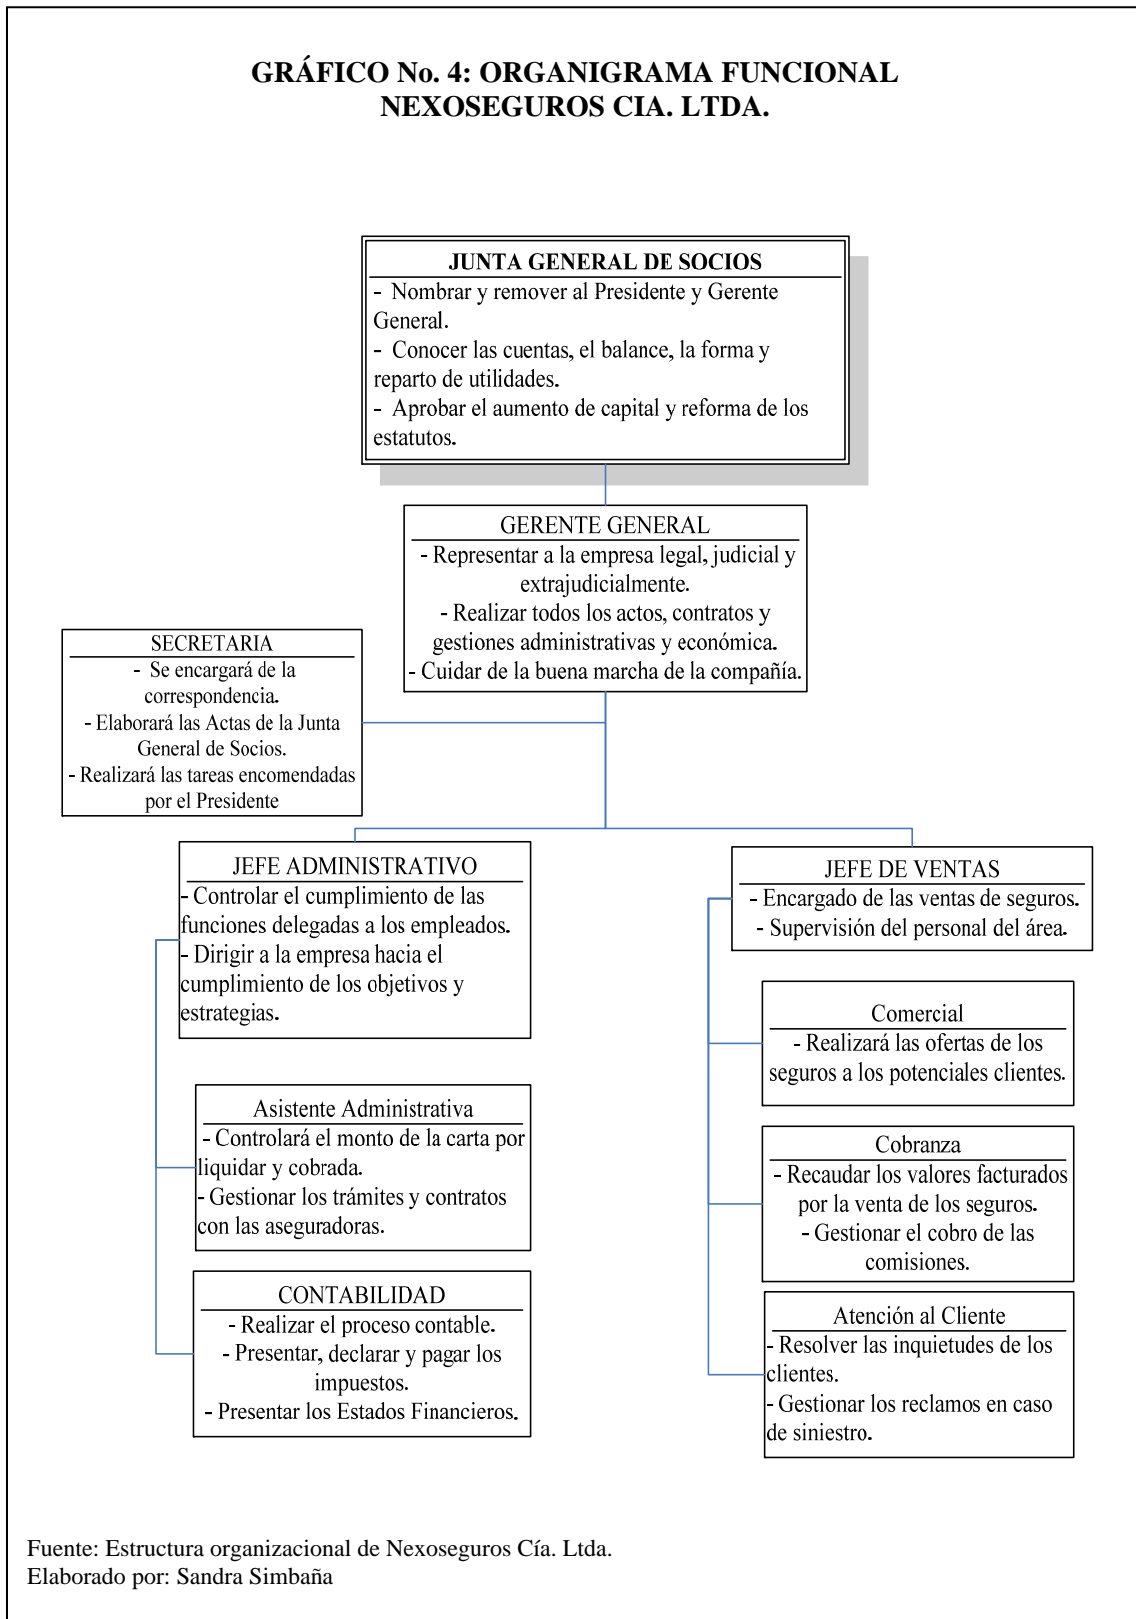 GRÁFICO No. 4: ORGANIGRAMA FUNCIONAL
NEXOSEGUROS CIA. LTDA.
JUNTA GENERAL DE SOCIOS
- Nombrar y remover al Presidente y Gerente
General.
- Conocer las cuentas, el balance, la forma y
reparto de utilidades.
- Aprobar el aumento de capital y reforma de los
estatutos.
GERENTE GENERAL
- Representar a la empresa legal, judicial y
extrajudicialmente.
- Realizar todos los actos, contratos y
gestiones administrativas y económica.
- Cuidar de la buena marcha de la compañía.
SECRETARIA
- Se encargará de la
correspondencia.
- Elaborará las Actas de la Junta
General de Socios.
- Realizará las tareas encomendadas
por el Presidente
JEFE ADMINISTRATIVO
- Controlar el cumplimiento de las
funciones delegadas a los empleados.
- Dirigir a la empresa hacia el
cumplimiento de los objetivos y
estrategias.
Asistente Administrativa
- Controlará el monto de la carta por
liquidar y cobrada.
- Gestionar los trámites y contratos
con las aseguradoras.
CONTABILIDAD
- Realizar el proceso contable.
- Presentar, declarar y pagar los
impuestos.
- Presentar los Estados Financieros.
JEFE DE VENTAS
- Encargado de las ventas de seguros.
- Supervisión del personal del área.
Comercial
- Realizará las ofertas de los
seguros a los potenciales clientes.
Cobranza
- Recaudar los valores facturados
por la venta de los seguros.
- Gestionar el cobro de las
comisiones.
Atención al Cliente
- Resolver las inquietudes de los
clientes.
- Gestionar los reclamos en caso
de siniestro.
Fuente: Estructura organizacional de Nexoseguros Cía. Ltda.
Elaborado por: Sandra Simbaña